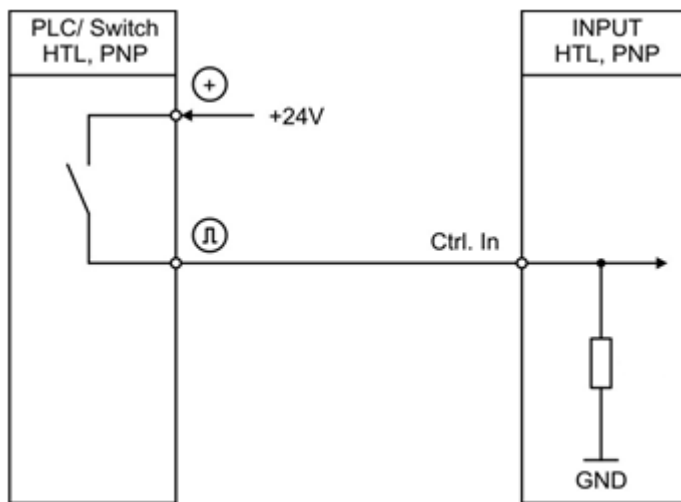 PLC/ Switch
HTL, PNP
INPUT
HTL, PNP
+
+24V
Ctrl. In
GND